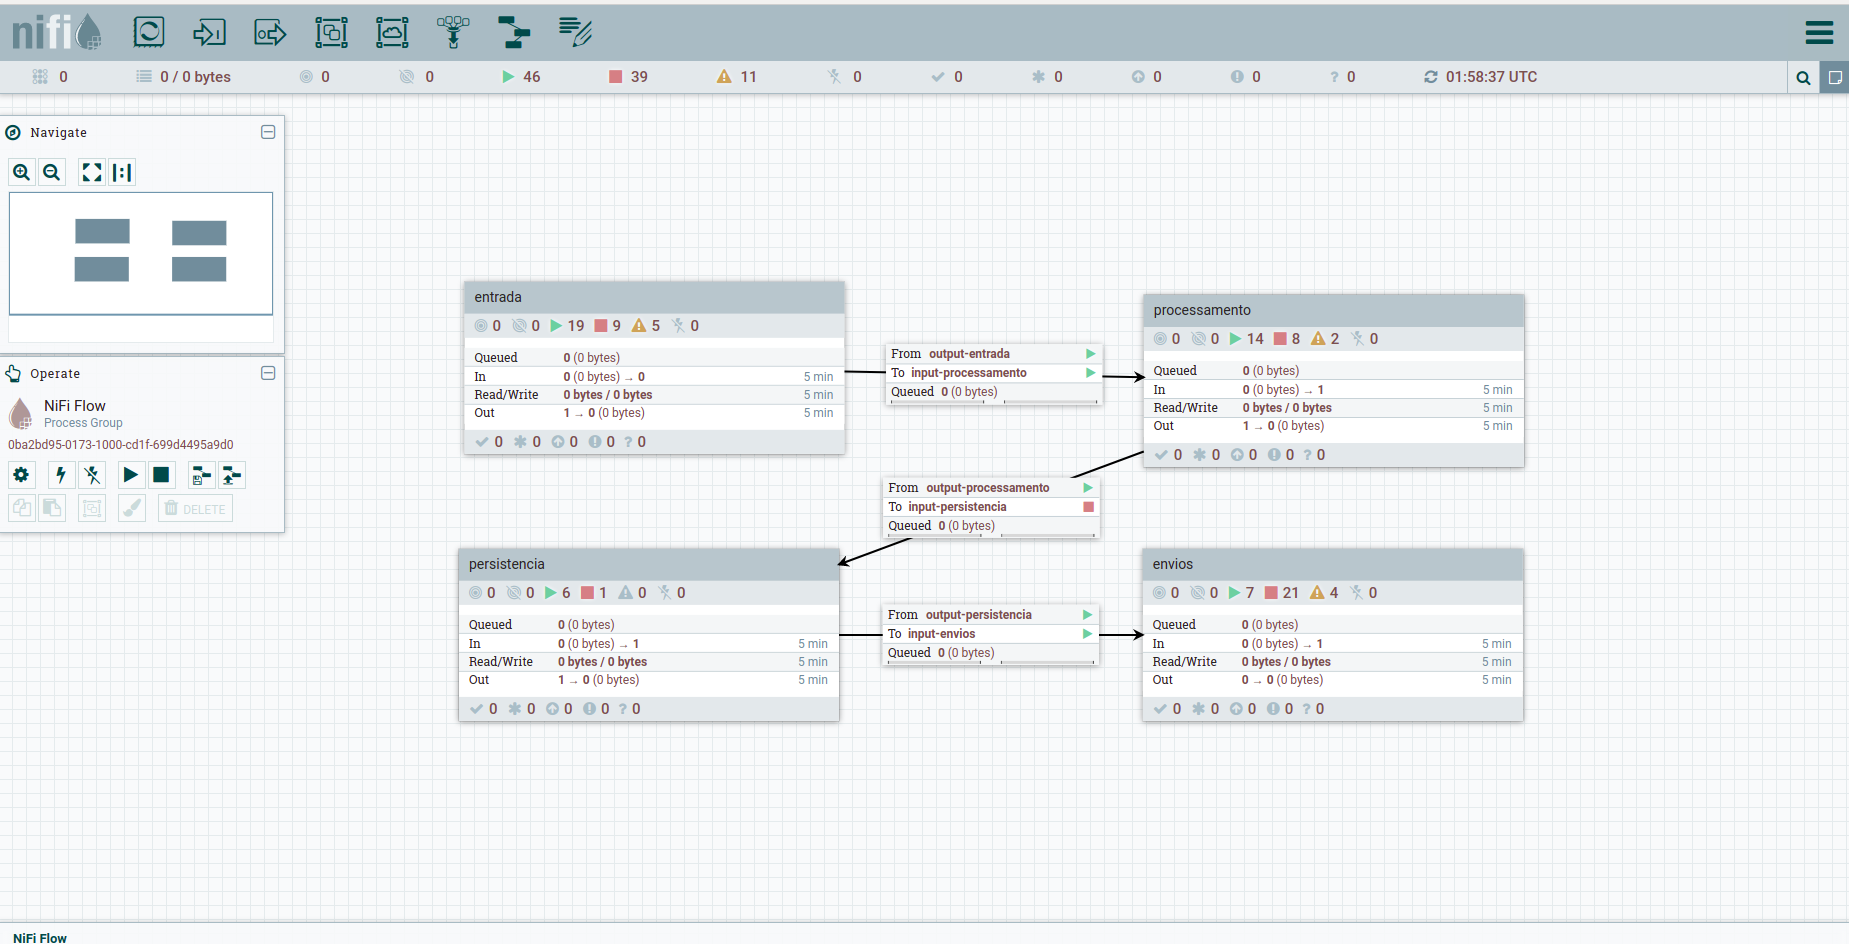 nifi
0 0 / 0 bytes 0 0 46 39 11 0 0 0 0 0 ? 0 01:58:37 UTC
Navigate
Operate
NiFi Flow
Process Group
0ba2bd95-0173-1000-cd1f-699d4495a9d0
DELETE
entrada
0 0 19 9 5 0
Queued 0 (0 bytes)
In 0 (0 bytes) → 0 5 min
Read/Write 0 bytes / 0 bytes 5 min
Out 1 → 0 (0 bytes) 5 min
0 0 0 0 ? 0
From output-entrada
To input-processamento
Queued 0 (0 bytes)
processamento
0 0 14 8 2 0
Queued 0 (0 bytes)
In 0 (0 bytes) → 1 5 min
Read/Write 0 bytes / 0 bytes 5 min
Out 1 → 0 (0 bytes) 5 min
0 0 0 0 ? 0
From output-processamento
To input-persistencia
Queued 0 (0 bytes)
persistencia
0 0 6 1 0 0
Queued 0 (0 bytes)
In 0 (0 bytes) → 1 5 min
Read/Write 0 bytes / 0 bytes 5 min
Out 1 → 0 (0 bytes) 5 min
0 0 0 0 ? 0
From output-persistencia
To input-envios
Queued 0 (0 bytes)
envios
0 0 7 21 4 0
Queued 0 (0 bytes)
In 0 (0 bytes) → 1 5 min
Read/Write 0 bytes / 0 bytes 5 min
Out 0 → 0 (0 bytes) 5 min
0 0 0 0 ? 0
NiFi Flow